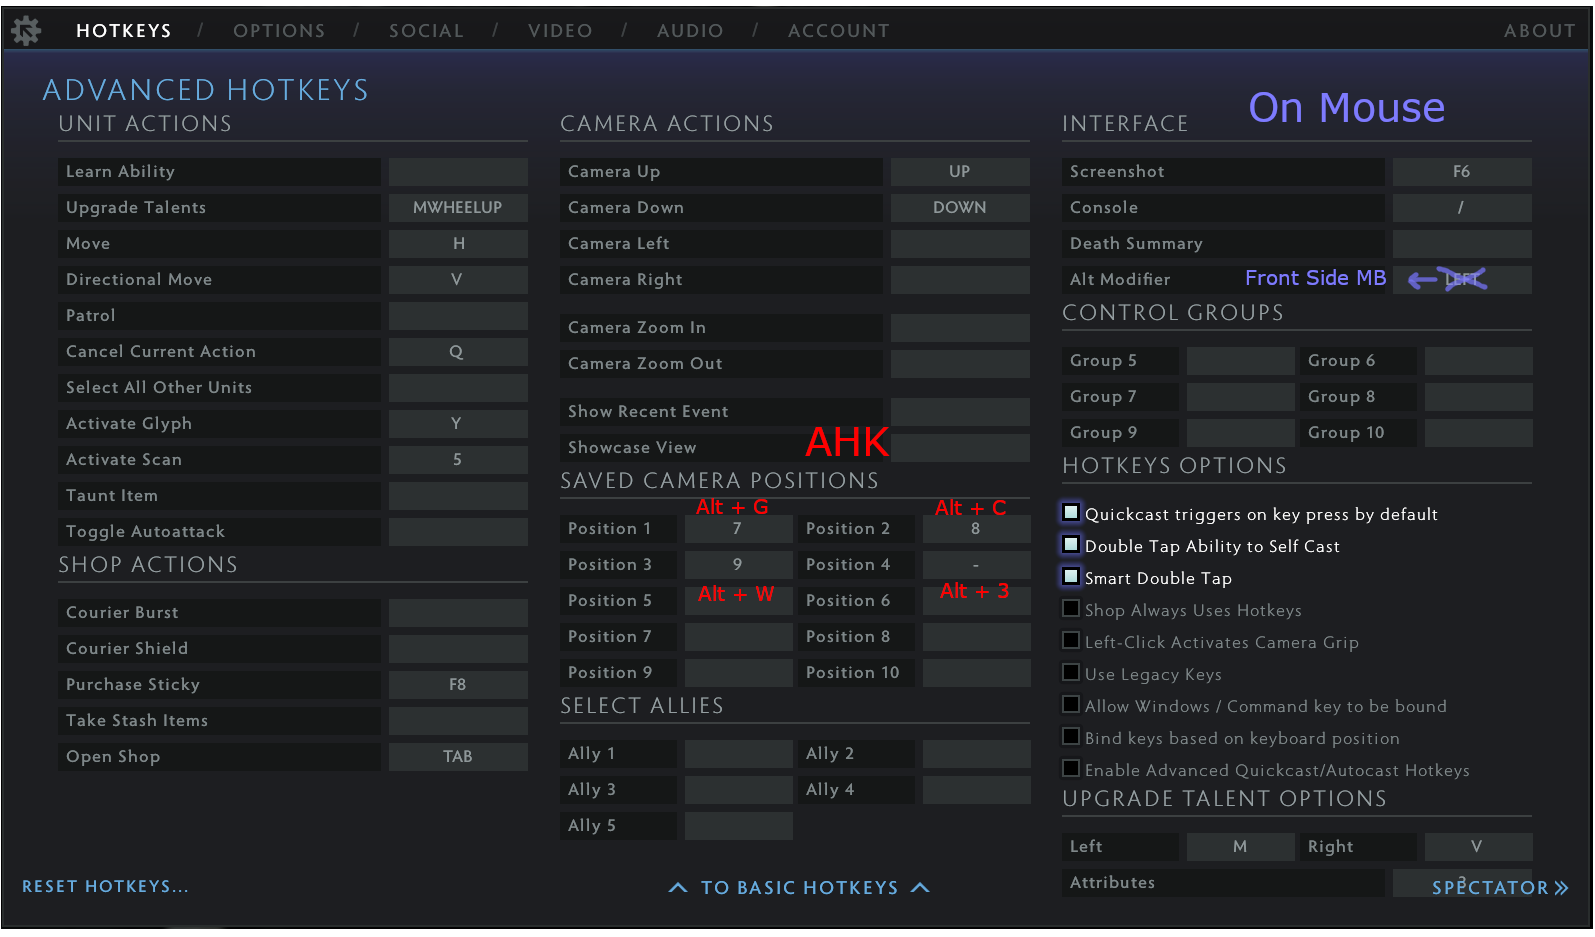 HOTKEYS / OPTIONS / SOCIAL / VIDEO / AUDIO / ACCOUNT ABOUT
ADVANCED HOTKEYS
On Mouse
UNIT ACTIONS
Learn Ability
Upgrade Talents MWHEELUP
Move H
Directional Move V
Patrol
Cancel Current Action Q
Select All Other Units
Activate Glyph Y
Activate Scan 5
Taunt Item
Toggle Autoattack
SHOP ACTIONS
Courier Burst
Courier Shield
Purchase Sticky F8
Take Stash Items
Open Shop TAB
CAMERA ACTIONS
Camera Up UP
Camera Down DOWN
Camera Left
Camera Right
Camera Zoom In
Camera Zoom Out
Show Recent Event
Showcase View
AHK
SAVED CAMERA POSITIONS
Alt + G Alt + C
Position 1 7 Position 2 8
Position 3 9 Position 4 -
Alt + W Alt + 3
Position 5 Position 6
Position 7 Position 8
Position 9 Position 10
SELECT ALLIES
Ally 1 Ally 2
Ally 3 Ally 4
Ally 5
INTERFACE
Screenshot F6
Console /
Death Summary
Alt Modifier Front Side MB LEFT
CONTROL GROUPS
Group 5 Group 6
Group 7 Group 8
Group 9 Group 10
HOTKEYS OPTIONS
Quickcast triggers on key press by default
Double Tap Ability to Self Cast
Smart Double Tap
Shop Always Uses Hotkeys
Left-Click Activates Camera Grip
Use Legacy Keys
Allow Windows / Command key to be bound
Bind keys based on keyboard position
Enable Advanced Quickcast/Autocast Hotkeys
UPGRADE TALENT OPTIONS
Left M Right V
Attributes 3
RESET HOTKEYS...
TO BASIC HOTKEYS
SPECTATOR